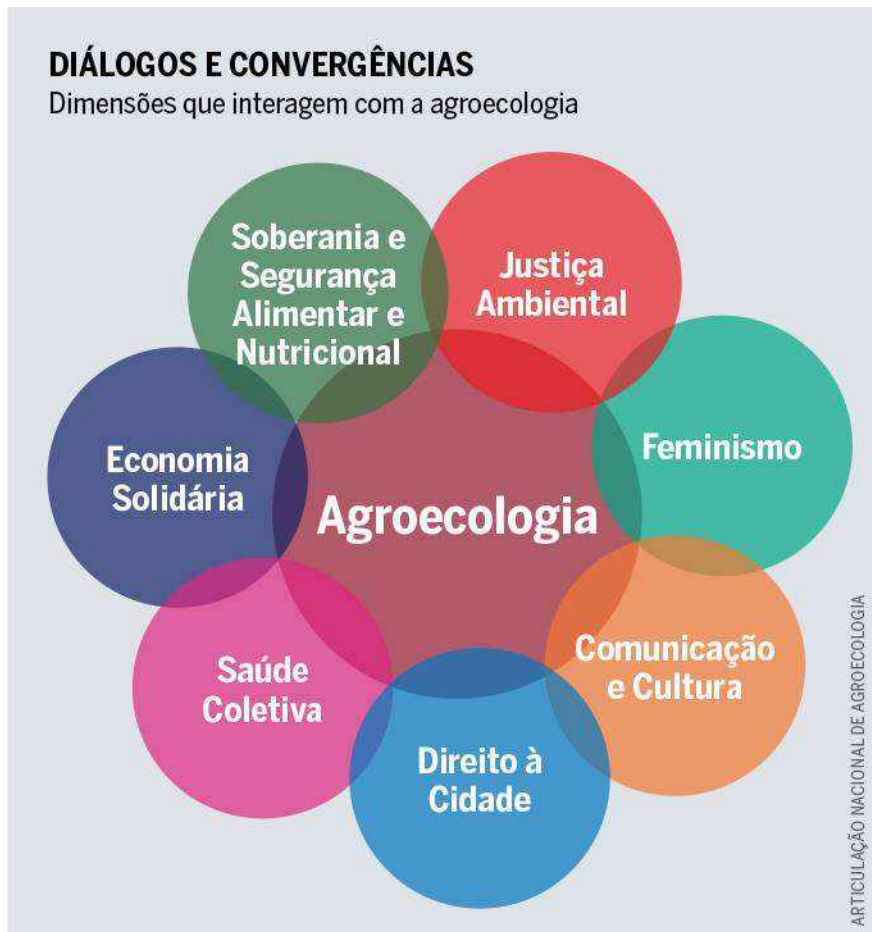 DIÁLOGOS E CONVERGÊNCIAS
Dimensões que interagem com a agroecologia
Soberania e
Segurança
Alimentar e
Nutricional
Justiça
Ambiental
Feminismo
Economia
Solidária
Agroecologia
Comunicação
e Cultura
Saúde
Coletiva
Direito à
Cidade
ARTICULAÇÃO NACIONAL DE AGROECOLOGIA